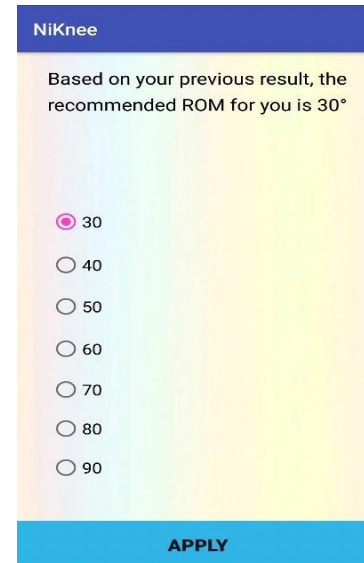 NiKnee
Based on your previous result, the
recommended ROM for you is 30°
30
40
50
60
70
80
90
APPLY